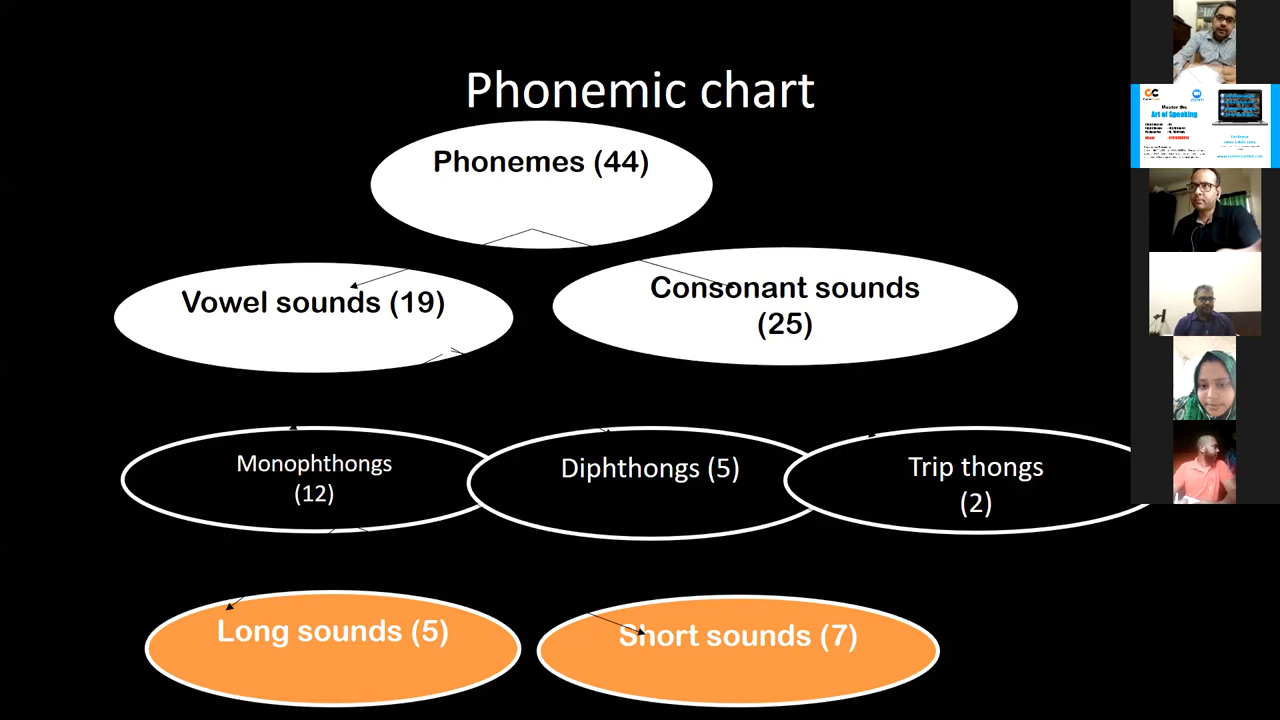 Phonemic chart
Phonemes (44)
Vowel sounds (19)
Consonant sounds
(25)
Monophthongs
(12)
Diphthongs (5)
Trip thongs
(2)
Long sounds (5)
Short sounds (7)
Master the
Art of Speaking